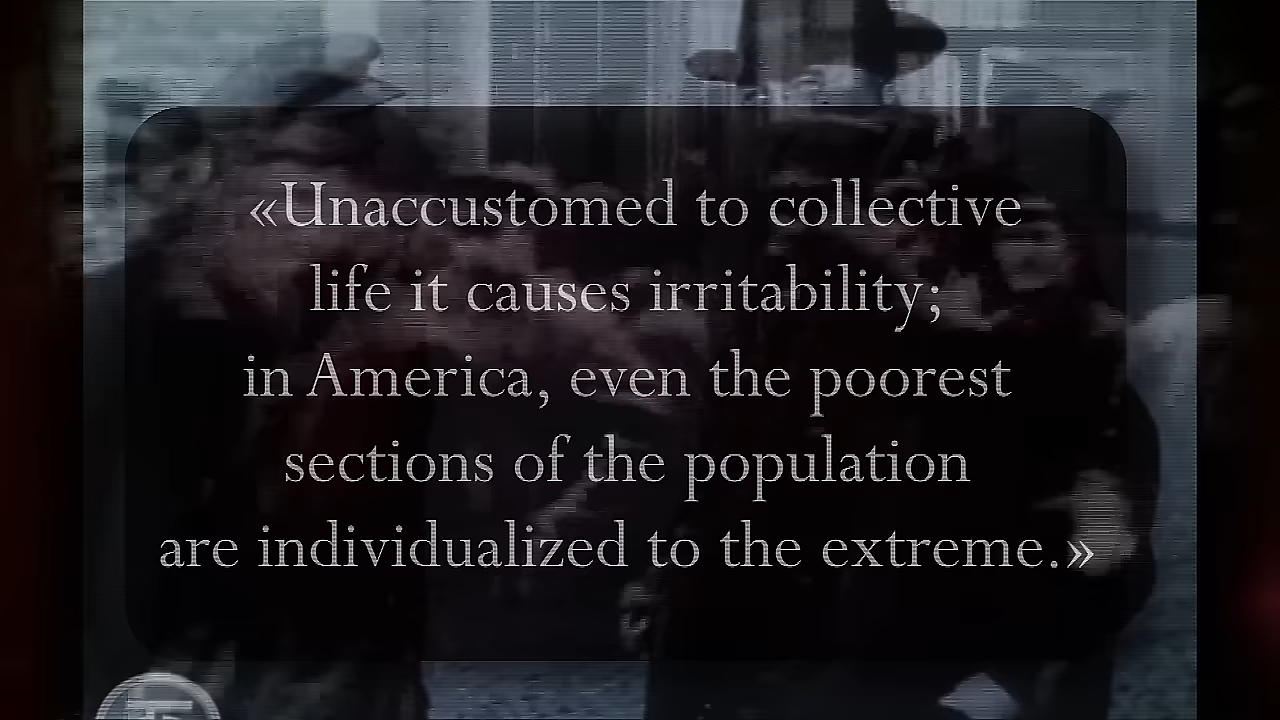 «Unaccustomed to collective
life it causes irritability;
in America, even the poorest
sections of the population
are individualized to the extreme.»